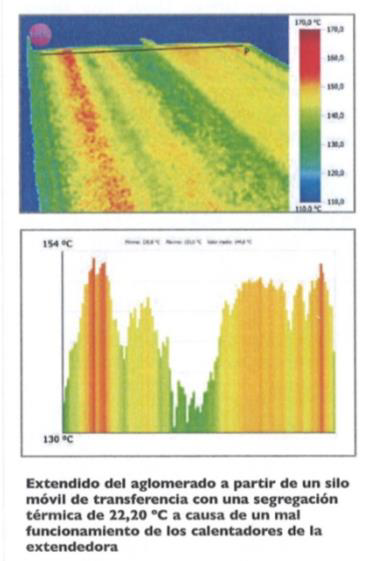 170,0 °C
170,0
160,0
150,0
140,0
130,0
120,0
110,0
110,0 °C
154 °C
130 °C
Extendido del aglomerado a partir de un silo
móvil de transferencia con una segregación
térmica de 22,20 °C a causa de un mal
funcionamiento de los calentadores de la
extendedora